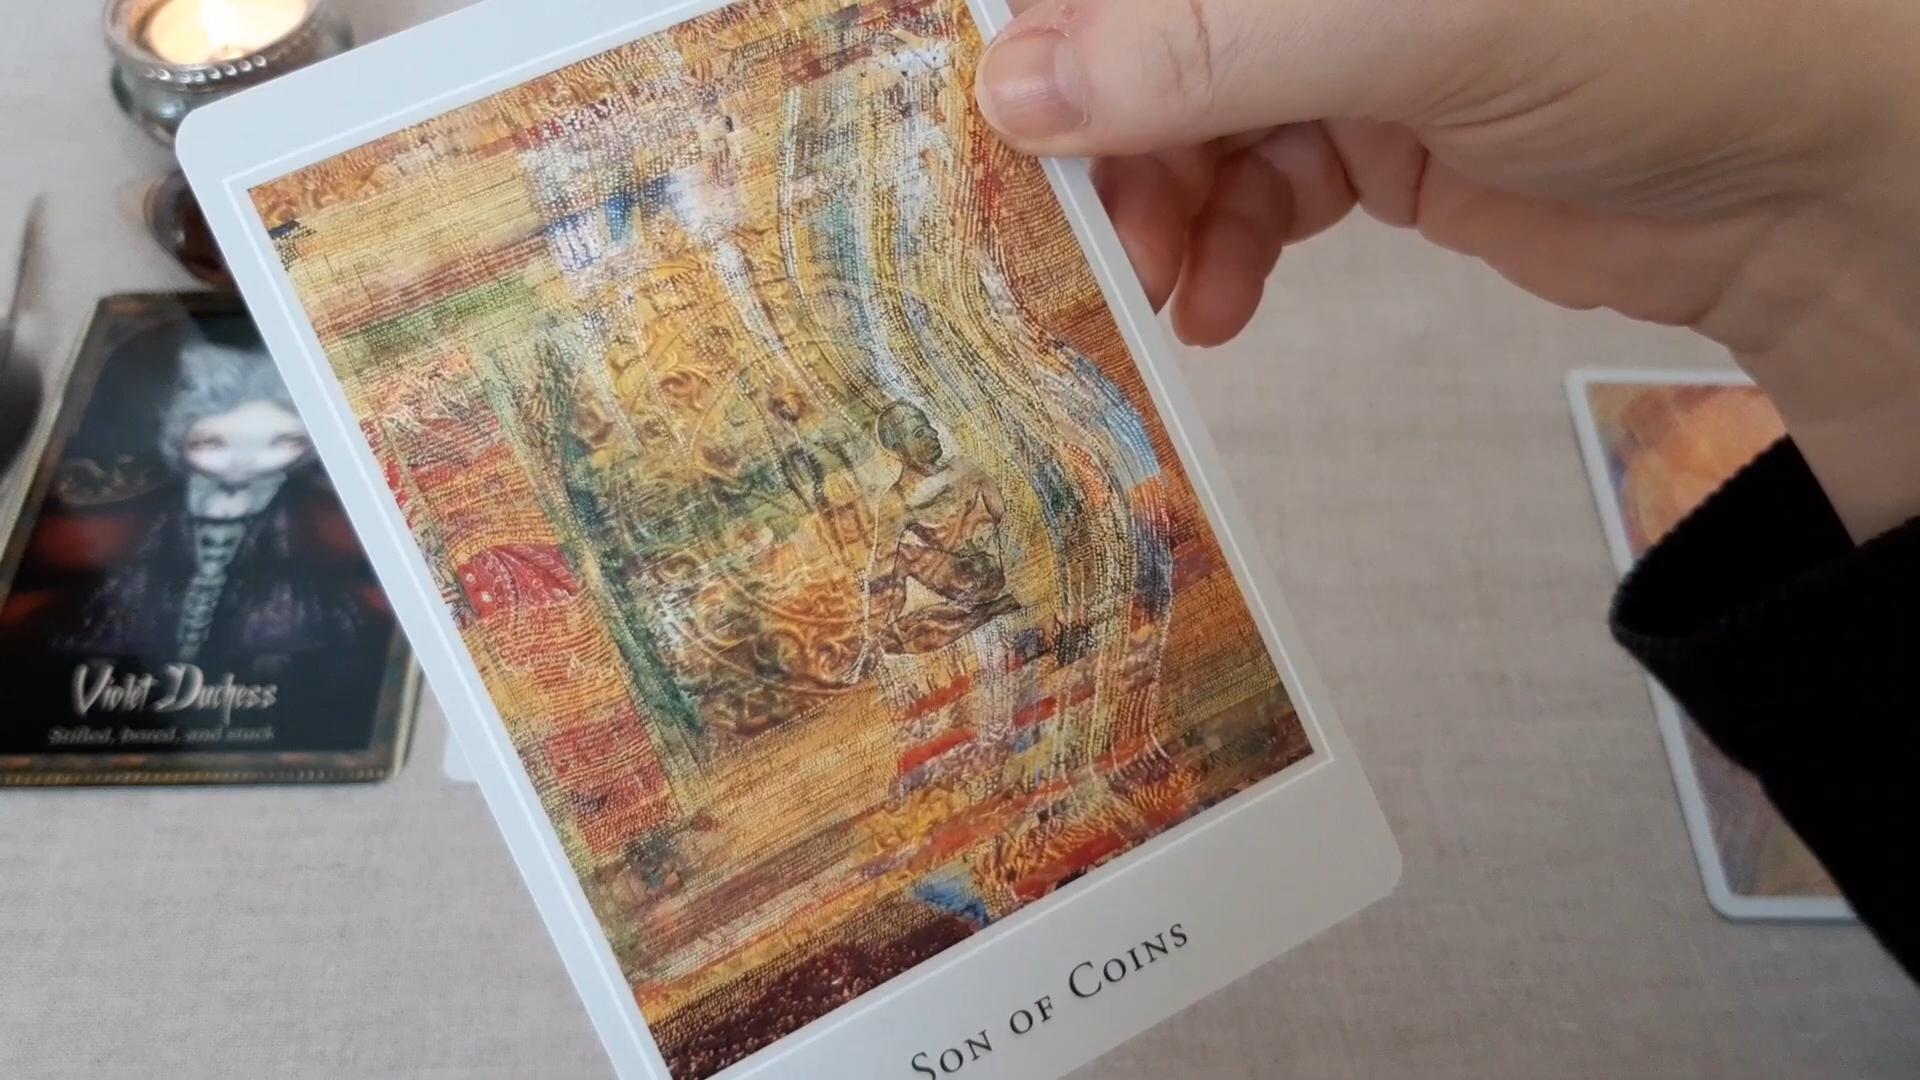 Violet Duchess
Stifled, bored, and stuck
Son of Coins